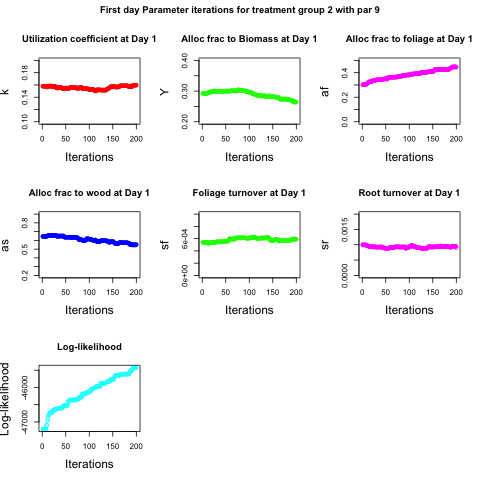 First day Parameter iterations for treatment group 2 with par 9
Utilization coefficient at Day 1
k
0.10 0.14 0.18
0 50 100 150 200
Iterations
Alloc frac to Biomass at Day 1
Y
0.20 0.30 0.40
0 50 100 150 200
Iterations
Alloc frac to foliage at Day 1
af
0.0 0.2 0.4
0 50 100 150 200
Iterations
Alloc frac to wood at Day 1
as
0.2 0.5 0.8
0 50 100 150 200
Iterations
Foliage turnover at Day 1
sf
0e+00 6e-04
0 50 100 150 200
Iterations
Root turnover at Day 1
sr
0.0000 0.0015
0 50 100 150 200
Iterations
Log-likelihood
Log-likelihood
-47000 -46000
0 50 100 150 200
Iterations